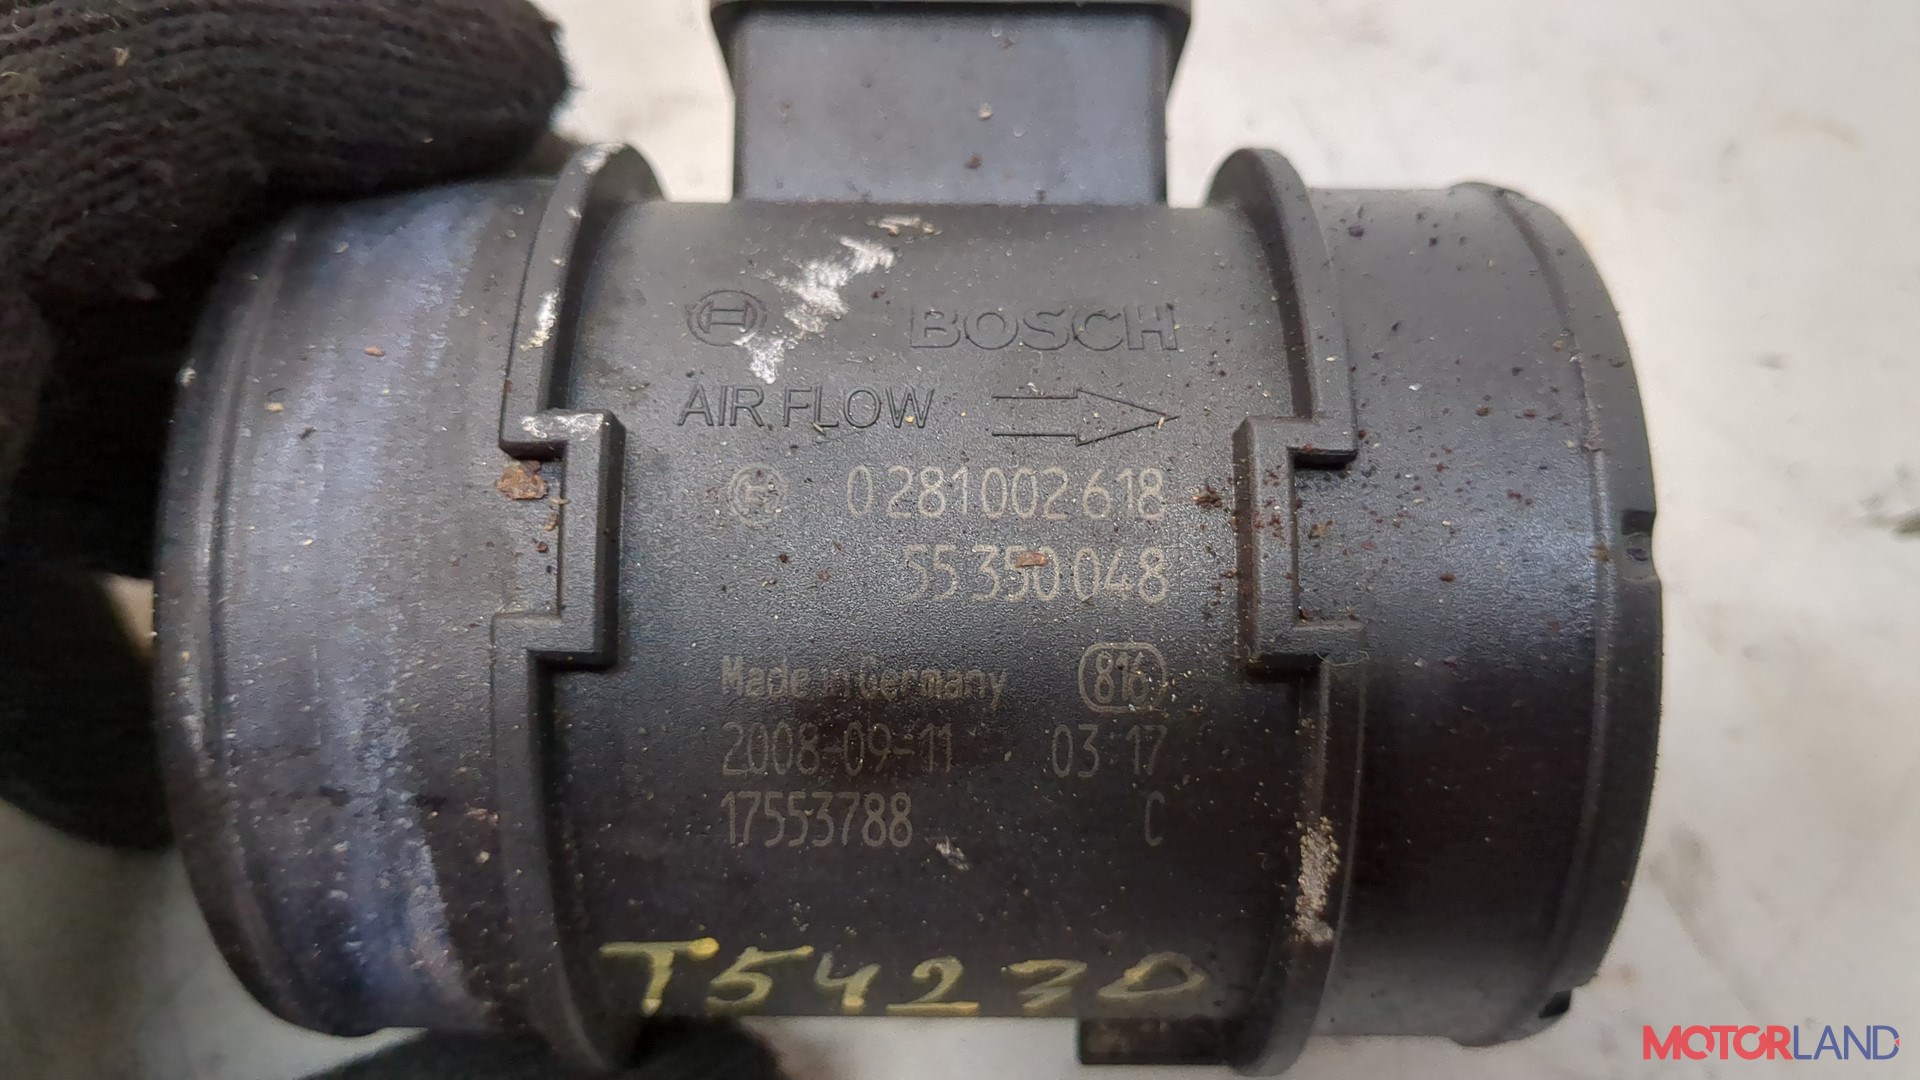 BOSCH
AIR FLOW
0 281 002 618
55 350 048
Made in Germany 816
2008-09-11 03 17
17553788 C
T54230
MOTORLAND